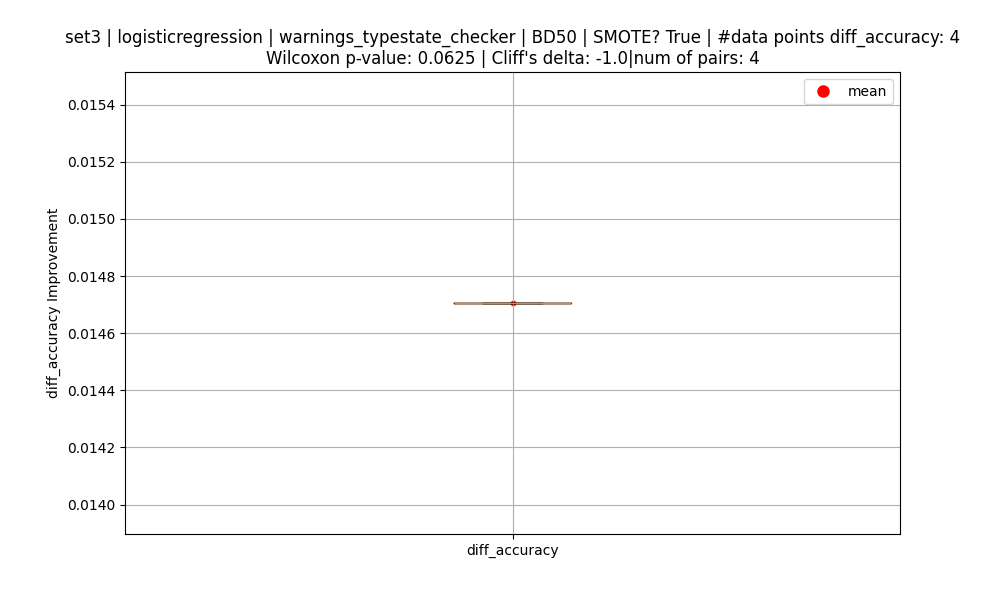 set3 | logisticregression | warnings_typestate_checker | BD50 | SMOTE? True | #data points diff_accuracy: 4
Wilcoxon p-value: 0.0625 | Cliff's delta: -1.0|num of pairs: 4
mean
0.0154
0.0152
0.0150
0.0148
0.0146
0.0144
0.0142
0.0140
diff_accuracy Improvement
diff_accuracy